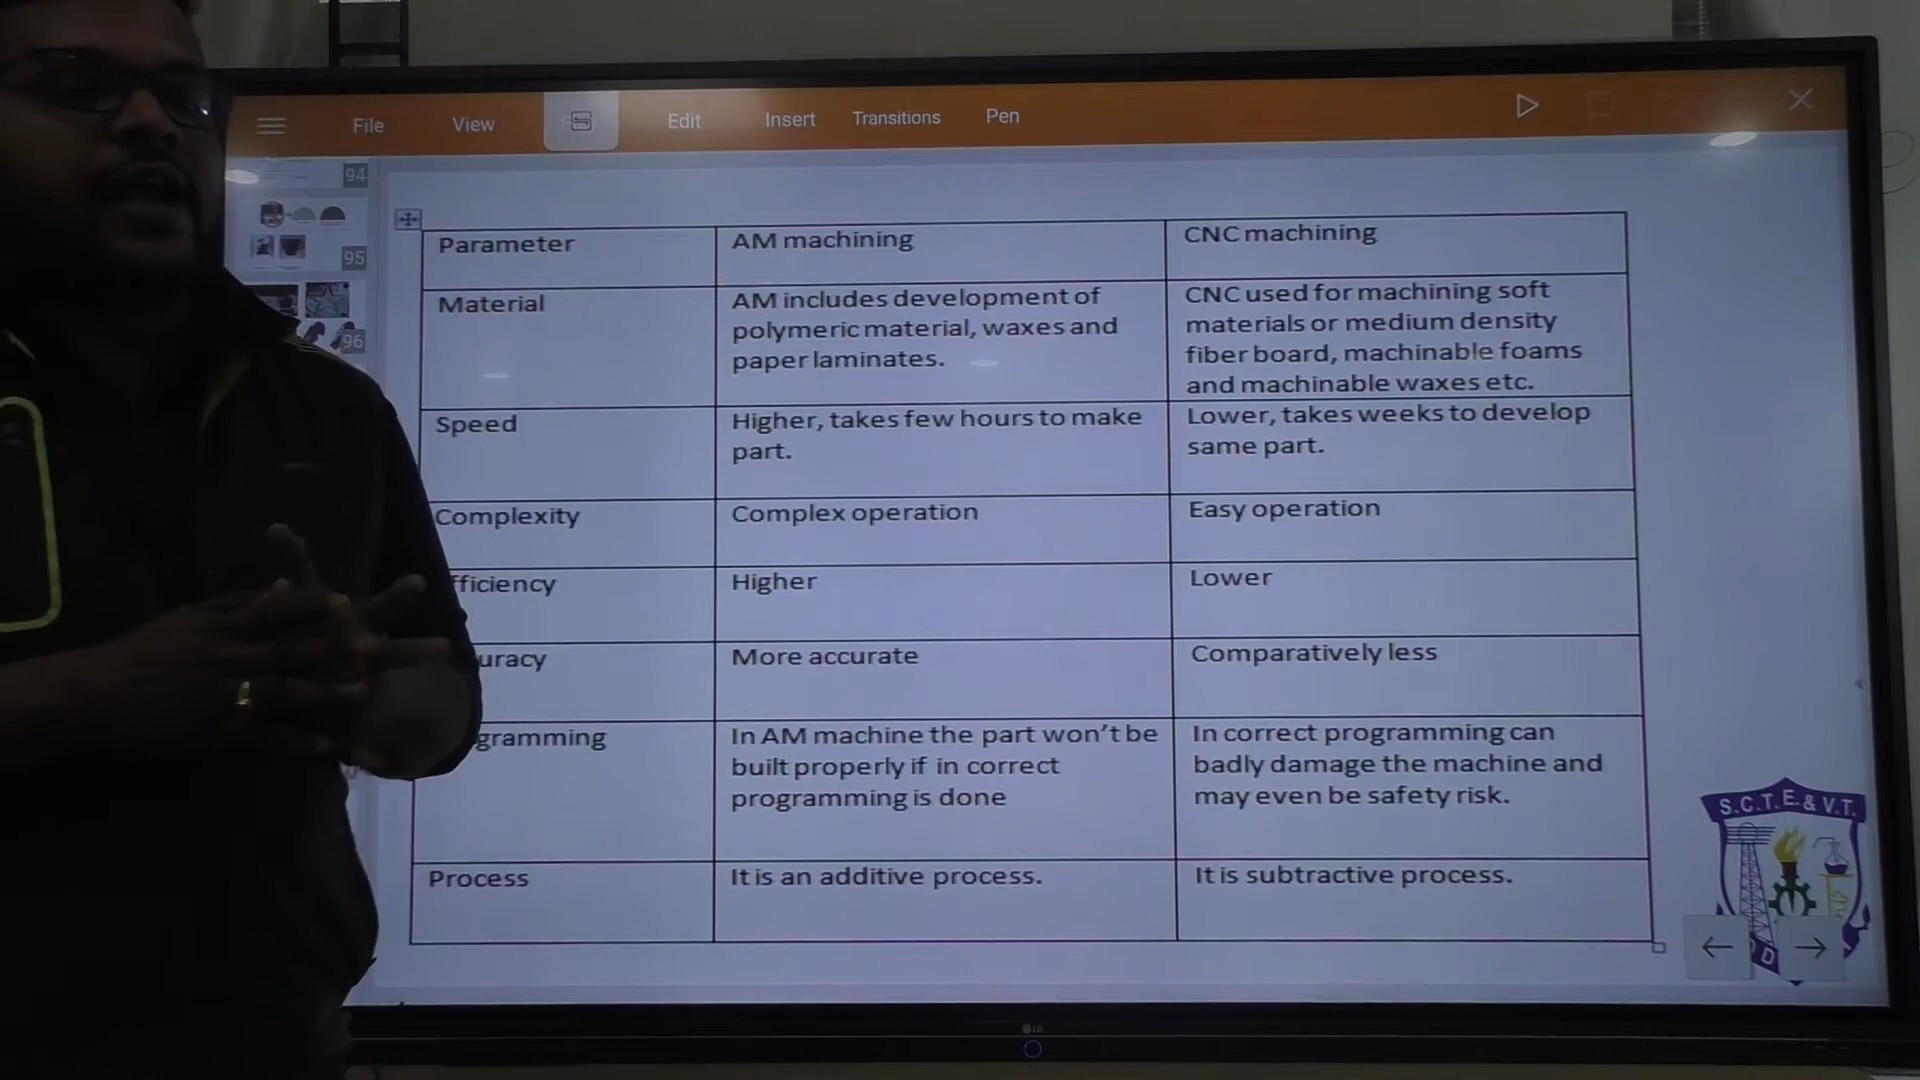 File View Edit Insert Transitions Pen
94
95
96
Parameter AM machining CNC machining
Material AM includes development of CNC used for machining soft
polymeric material, waxes and materials or medium density
paper laminates. fiber board, machinable foams
and machinable waxes etc.
Speed Higher, takes few hours to make Lower, takes weeks to develop
part. same part.
Complexity Complex operation Easy operation
fficiency Higher Lower
uracy More accurate Comparatively less
gramming In AM machine the part won't be In correct programming can
built properly if in correct badly damage the machine and
programming is done may even be safety risk.
Process It is an additive process. It is subtractive process.
S.C.T.E.& V.T.
D
LG